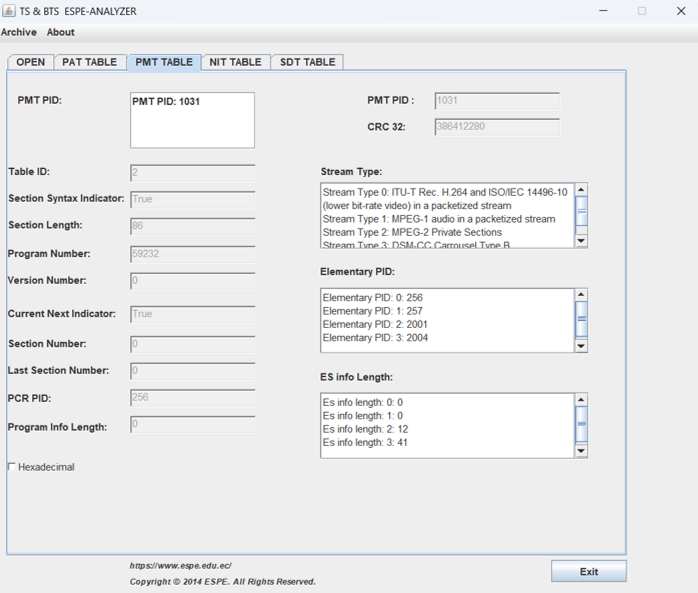 TS & BTS ESPE-ANALYZER
Archive About
OPEN PAT TABLE PMT TABLE NIT TABLE SDT TABLE
PMT PID:
PMT PID: 1031
PMT PID :
1031
CRC 32:
386412280
Table ID:
2
Section Syntax Indicator:
True
Section Length:
86
Program Number:
59232
Version Number:
0
Current Next Indicator:
True
Section Number:
0
Last Section Number:
0
PCR PID:
256
Program Info Length:
0
Hexadecimal
Stream Type:
Stream Type 0: ITU-T Rec. H.264 and ISO/IEC 14496-10
(lower bit-rate video) in a packetized stream
Stream Type 1: MPEG-1 audio in a packetized stream
Stream Type 2: MPEG-2 Private Sections
Stream Type 3: DSM-CC Carrousel Type B
Elementary PID:
Elementary PID: 0: 256
Elementary PID: 1: 257
Elementary PID: 2: 2001
Elementary PID: 3: 2004
ES info Length:
Es info length: 0: 0
Es info length: 1: 0
Es info length: 2: 12
Es info length: 3: 41
https://www.espe.edu.ec/
Copyright © 2014 ESPE. All Rights Reserved.
Exit